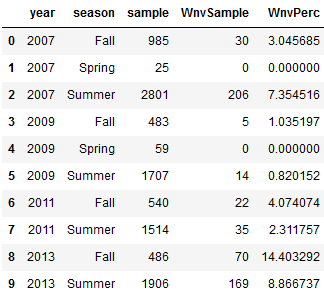 year season sample WnvSample WnvPerc
0 2007 Fall 985 30 3.045685
1 2007 Spring 25 0 0.000000
2 2007 Summer 2801 206 7.354516
3 2009 Fall 483 5 1.035197
4 2009 Spring 59 0 0.000000
5 2009 Summer 1707 14 0.820152
6 2011 Fall 540 22 4.074074
7 2011 Summer 1514 35 2.311757
8 2013 Fall 486 70 14.403292
9 2013 Summer 1906 169 8.866737